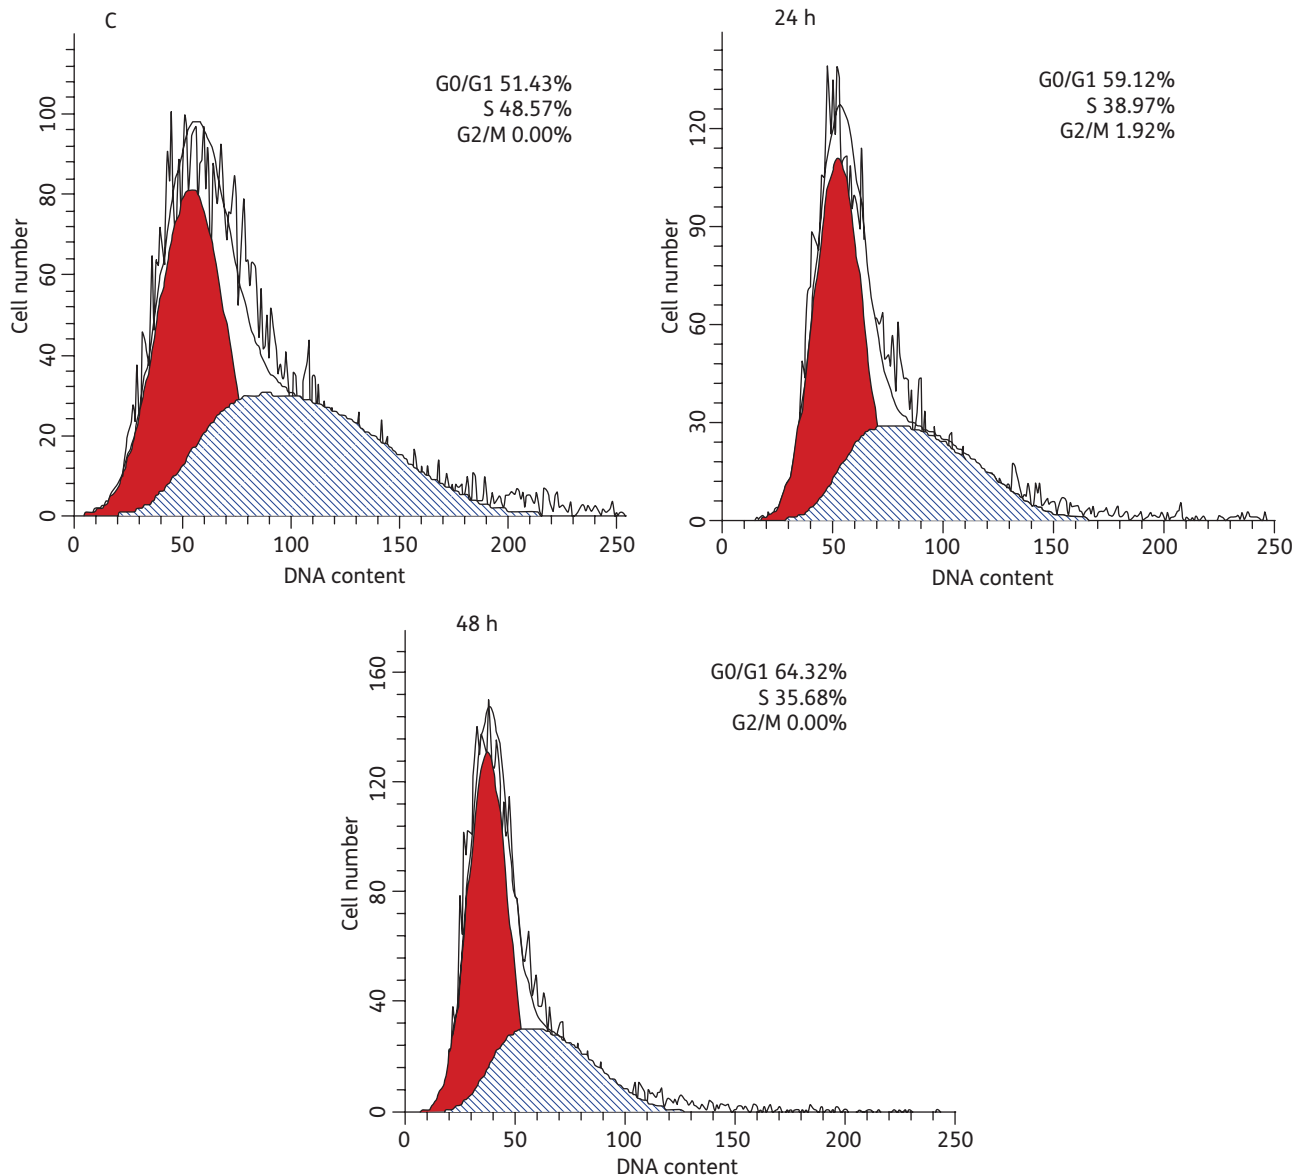 C
G0/G1 51.43%
S 48.57%
G2/M 0.00%
Cell number
100
80
60
40
20
0
0 50 100 150 200 250
DNA content
24 h
G0/G1 59.12%
S 38.97%
G2/M 1.92%
Cell number
120
90
60
30
0
0 50 100 150 200 250
DNA content
48 h
G0/G1 64.32%
S 35.68%
G2/M 0.00%
Cell number
160
120
80
40
0
0 50 100 150 200 250
DNA content